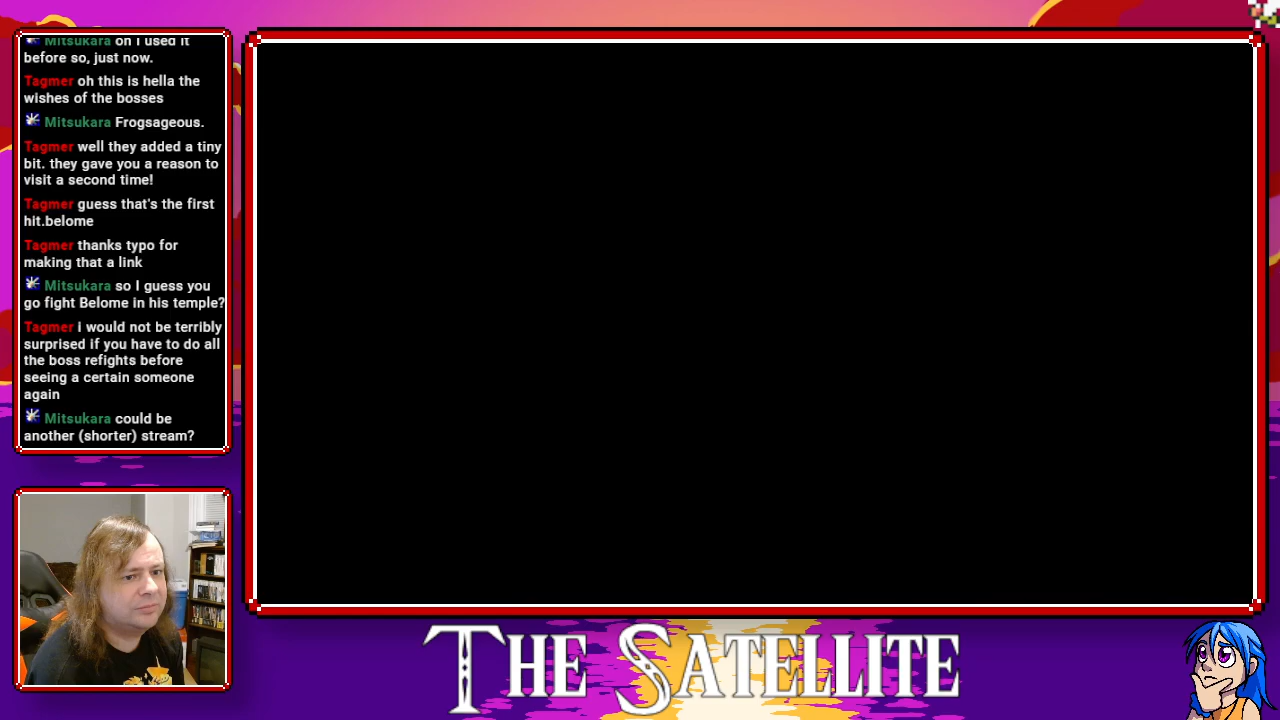 Mitsukara oh I used it
before so, just now.
Tagmer oh this is hella the
wishes of the bosses
Mitsukara Frogsageous.
Tagmer well they added a tiny
bit. they gave you a reason to
visit a second time!
Tagmer guess that's the first
hit.belome
Tagmer thanks typo for
making that a link
Mitsukara so I guess you
go fight Belome in his temple?
Tagmer i would not be terribly
surprised if you have to do all
the boss refights before
seeing a certain someone
again
Mitsukara could be
another (shorter) stream?
THE SATELLITE